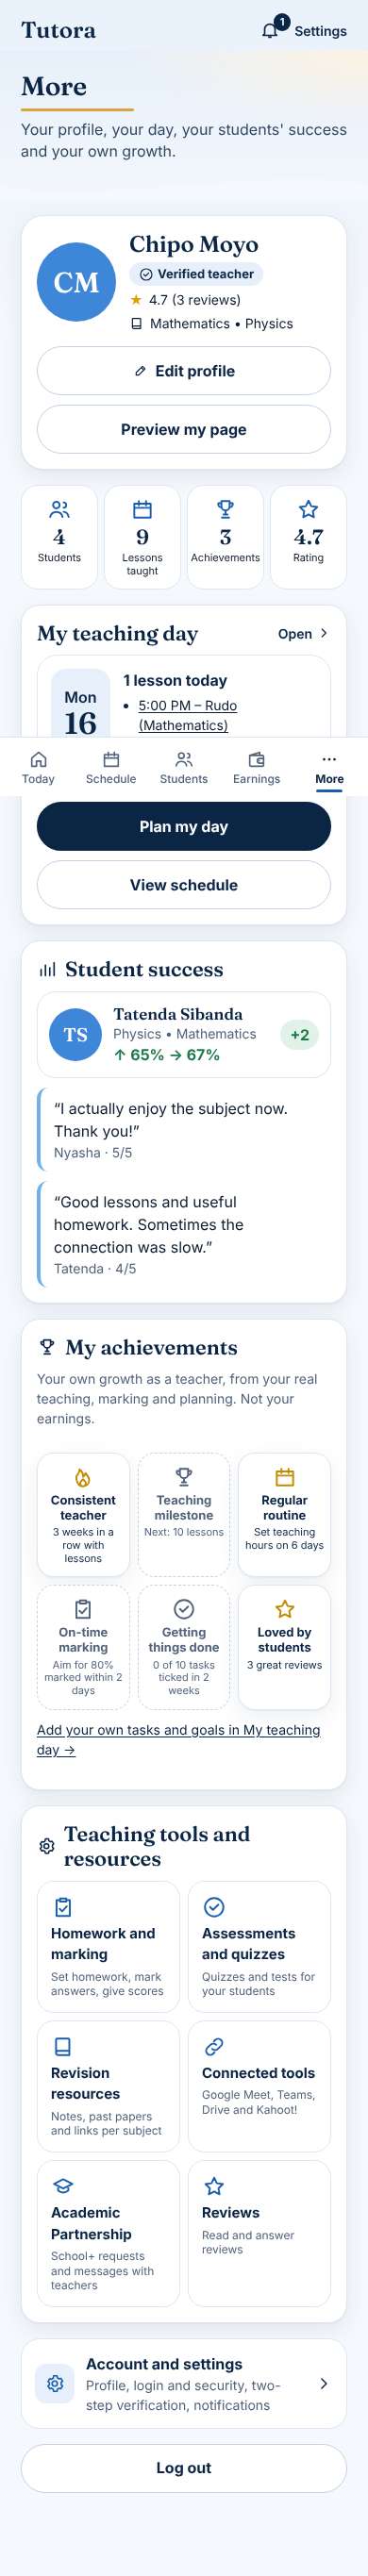 Tutora
1
Settings
More
Your profile, your day, your students' success
and your own growth.
CM
Chipo Moyo
Verified teacher
★ 4.7 (3 reviews)
Mathematics • Physics
Edit profile
Preview my page
4
Students
9
Lessons
taught
3
Achievements
4.7
Rating
My teaching day
Open
Mon
16
1 lesson today
• 5:00 PM – Rudo
(Mathematics)
Today
Schedule
Students
Earnings
More
Plan my day
View schedule
Student success
TS
Tatenda Sibanda
Physics • Mathematics
↑ 65% → 67%
+2
“I actually enjoy the subject now.
Thank you!”
Nyasha · 5/5
“Good lessons and useful
homework. Sometimes the
connection was slow.”
Tatenda · 4/5
My achievements
Your own growth as a teacher, from your real
teaching, marking and planning. Not your
earnings.
Consistent
teacher
3 weeks in a
row with
lessons
Teaching
milestone
Next: 10 lessons
Regular
routine
Set teaching
hours on 6 days
On-time
marking
Aim for 80%
marked within 2
days
Getting
things done
0 of 10 tasks
ticked in 2
weeks
Loved by
students
3 great reviews
Add your own tasks and goals in My teaching
day →
Teaching tools and
resources
Homework and
marking
Set homework, mark
answers, give scores
Assessments
and quizzes
Quizzes and tests for
your students
Revision
resources
Notes, past papers
and links per subject
Connected tools
Google Meet, Teams,
Drive and Kahoot!
Academic
Partnership
School+ requests
and messages with
teachers
Reviews
Read and answer
reviews
Account and settings
Profile, login and security, two-
step verification, notifications
Log out